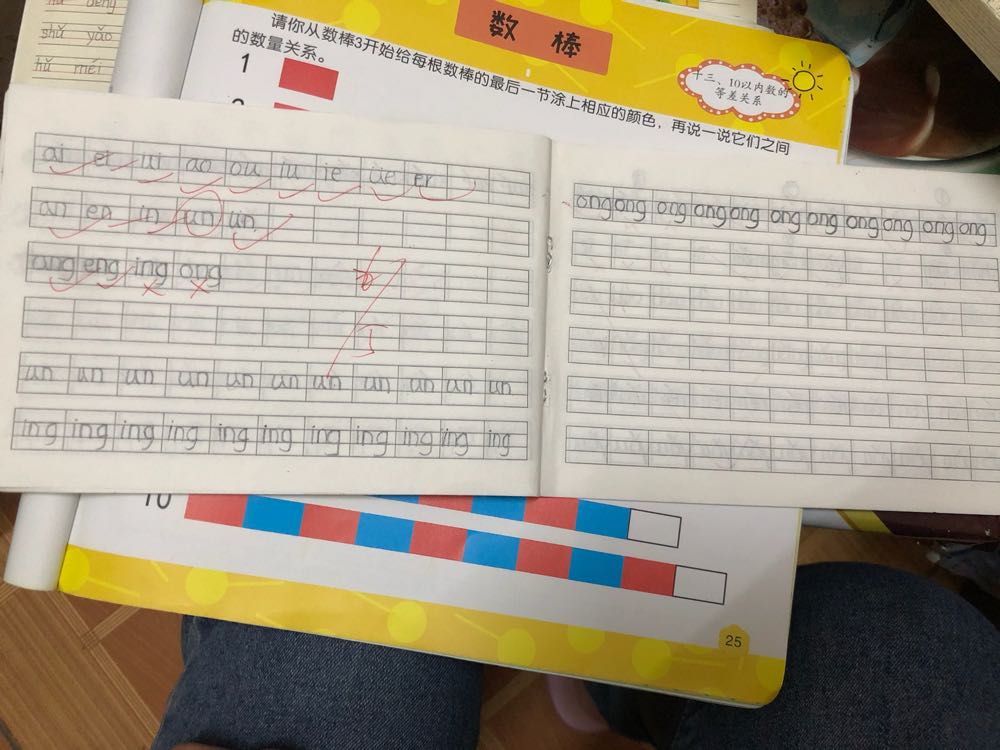 shǔ yào
hǔ měi
数 棒
请你从数棒3开始给每根数棒的最后一节涂上相应的颜色，再说一说它们之间
的数量关系。
十三、10以内数的
等差关系
1
ai ei ui ao ou iu ie üe er
an en in un ün
ang eng ing ong
un un un un un un un un un un un
ing ing ing ing ing ing ing ing ing ing ing
ong ong ong ong ong ong ong ong ong ong ong
10
25